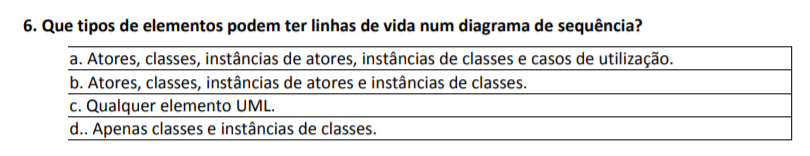 6. Que tipos de elementos podem ter linhas de vida num diagrama de sequência?
a. Atores, classes, instâncias de atores, instâncias de classes e casos de utilização.
b. Atores, classes, instâncias de atores e instâncias de classes.
c. Qualquer elemento UML.
d.. Apenas classes e instâncias de classes.